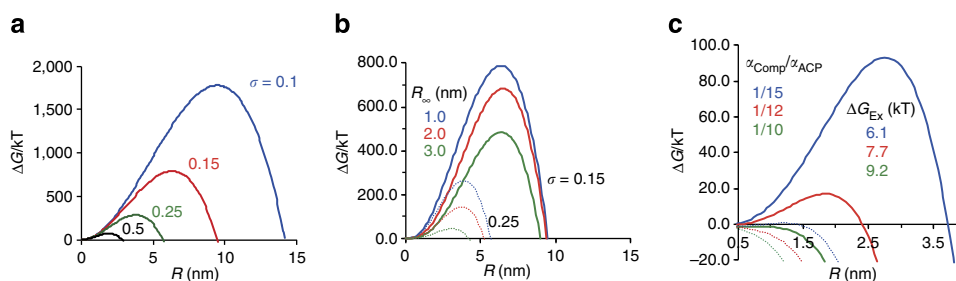 a
2,000
1,500
1,000
500
0
ΔG/kT
σ = 0.1
0.15
0.25
0.5
0 5 10 15
R (nm)
b
800.0
600.0
400.0
200.0
0.0
ΔG/kT
R∞ (nm)
1.0
2.0
3.0
σ = 0.15
0.25
0 5 10 15
R (nm)
c
100.0
80.0
60.0
40.0
20.0
0
–20.0
ΔG/kT
αComp/αACP
1/15
1/12
1/10
ΔGEx (kT)
6.1
7.7
9.2
0.5 1.5 2.5 3.5
R (nm)